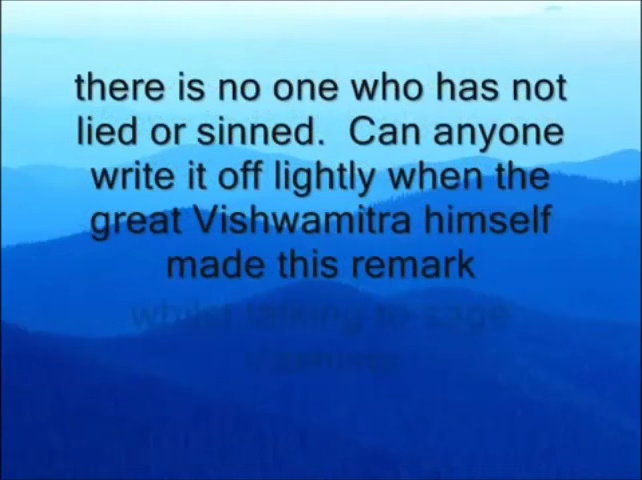 there is no one who has not
lied or sinned. Can anyone
write it off lightly when the
great Vishwamitra himself
made this remark
whilst talking to sage